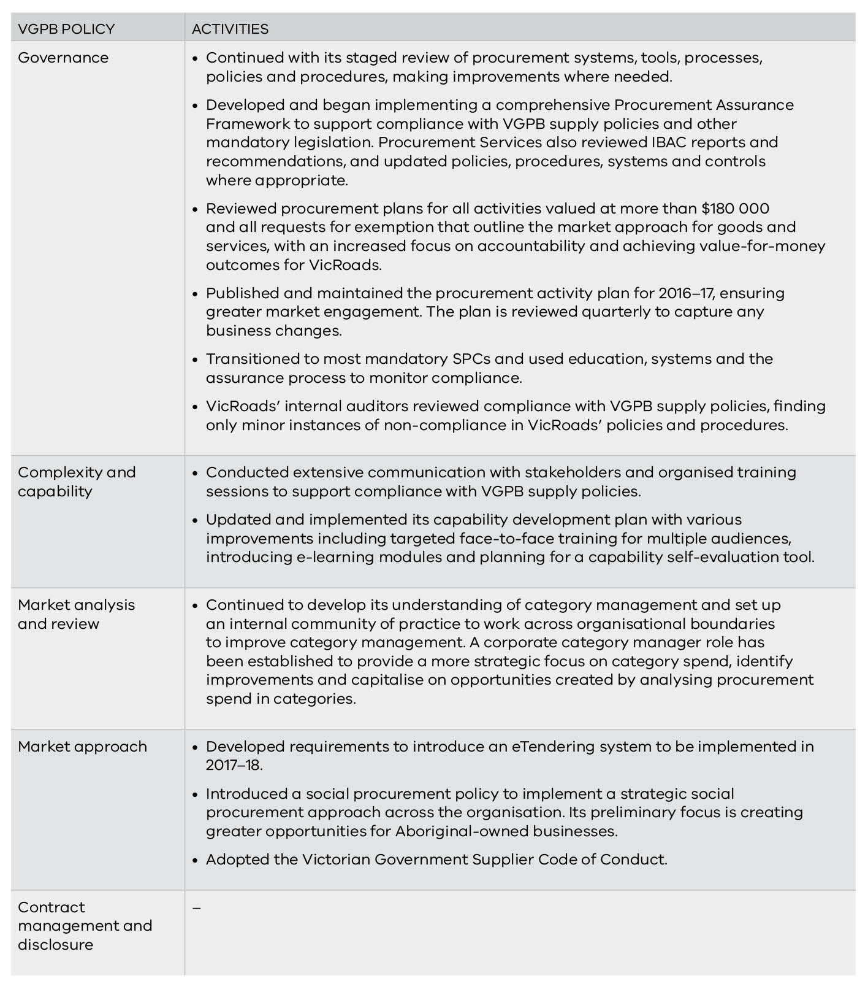 VGPB POLICY
ACTIVITIES
Governance
• Continued with its staged review of procurement systems, tools, processes,
policies and procedures, making improvements where needed.
• Developed and began implementing a comprehensive Procurement Assurance
Framework to support compliance with VGPB supply policies and other
mandatory legislation. Procurement Services also reviewed IBAC reports and
recommendations, and updated policies, procedures, systems and controls
where appropriate.
• Reviewed procurement plans for all activities valued at more than $180 000
and all requests for exemption that outline the market approach for goods and
services, with an increased focus on accountability and achieving value-for-money
outcomes for VicRoads.
• Published and maintained the procurement activity plan for 2016–17, ensuring
greater market engagement. The plan is reviewed quarterly to capture any
business changes.
• Transitioned to most mandatory SPCs and used education, systems and the
assurance process to monitor compliance.
• VicRoads’ internal auditors reviewed compliance with VGPB supply policies, finding
only minor instances of non-compliance in VicRoads’ policies and procedures.
Complexity and
capability
• Conducted extensive communication with stakeholders and organised training
sessions to support compliance with VGPB supply policies.
• Updated and implemented its capability development plan with various
improvements including targeted face-to-face training for multiple audiences,
introducing e-learning modules and planning for a capability self-evaluation tool.
Market analysis
and review
• Continued to develop its understanding of category management and set up
an internal community of practice to work across organisational boundaries
to improve category management. A corporate category manager role has
been established to provide a more strategic focus on category spend, identify
improvements and capitalise on opportunities created by analysing procurement
spend in categories.
Market approach
• Developed requirements to introduce an eTendering system to be implemented in
2017–18.
• Introduced a social procurement policy to implement a strategic social
procurement approach across the organisation. Its preliminary focus is creating
greater opportunities for Aboriginal-owned businesses.
• Adopted the Victorian Government Supplier Code of Conduct.
Contract
management and
disclosure
–